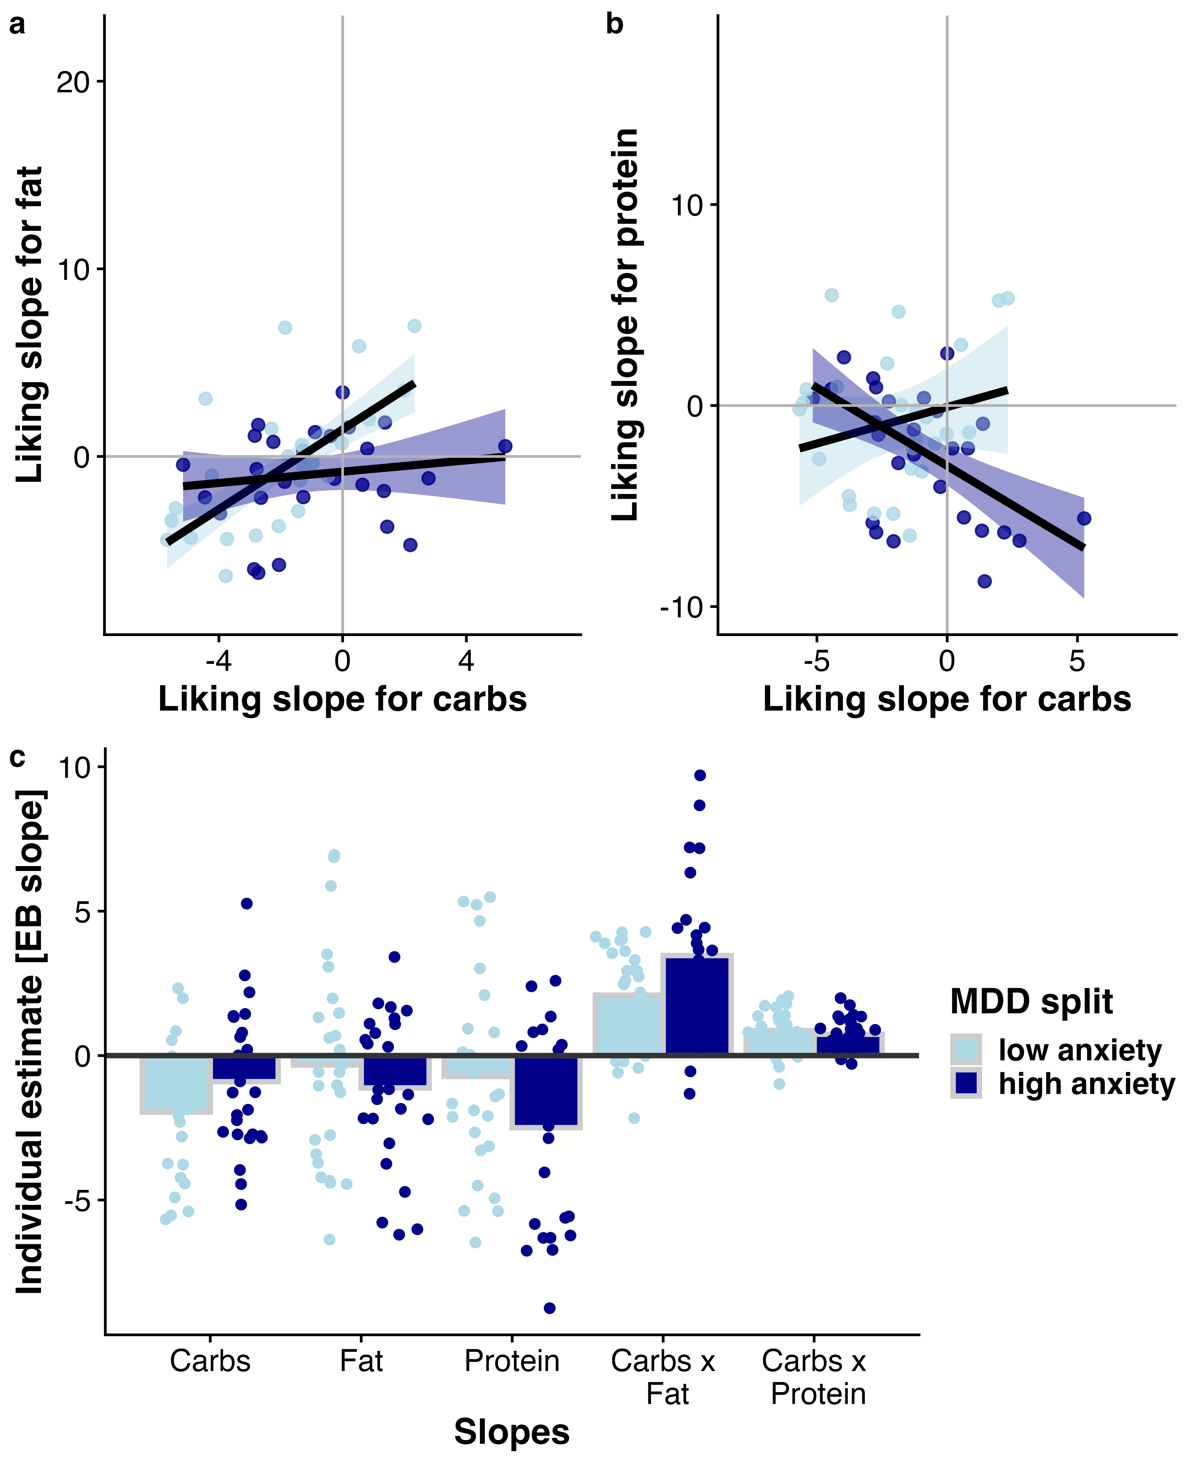 a
Liking slope for fat
20
10
0
-4
0
4
Liking slope for carbs
b
Liking slope for protein
10
0
-10
-5
0
5
Liking slope for carbs
c
Individual estimate [EB slope]
10
5
0
-5
Carbs
Fat
Protein
Carbs x
Fat
Carbs x
Protein
Slopes
MDD split
low anxiety
high anxiety